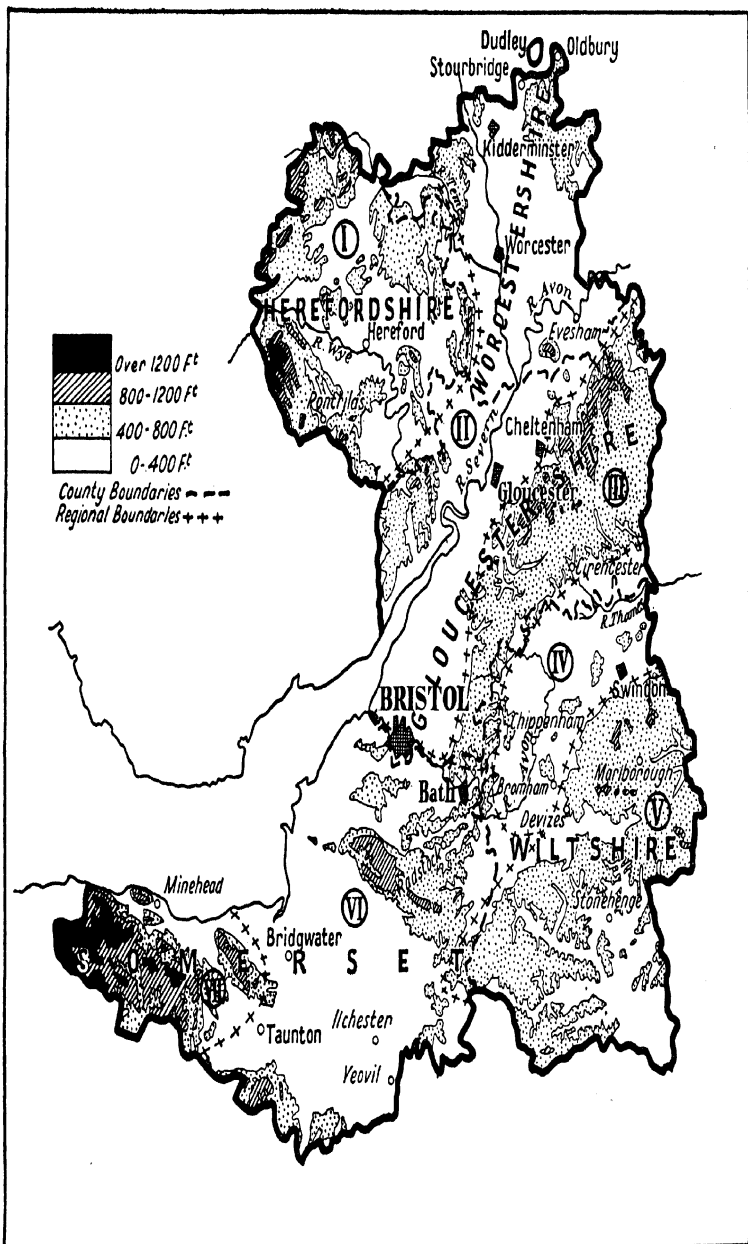 Dudley
Oldbury
Stourbridge
Kidderminster
WORCESTERSHIRE
I
Worcester
R. Avon
HEREFORDSHIRE
Hereford
R. Wye
Evesham
Over 1200 Ft
800-1200 Ft
400-800 Ft
0-400 Ft
County Boundaries
Regional Boundaries +++
Pontrilas
II
Cheltenham
R. Severn
Gloucester
III
GLOUCESTERSHIRE
Cirencester
R. Thames
IV
Swindon
BRISTOL
Chippenham
Avon
Marlborough
Bath
Bromham
Devizes
V
WILTSHIRE
Minehead
Stonehenge
VI
Bridgwater
SOMERSET
VII
Taunton
Ilchester
Yeovil